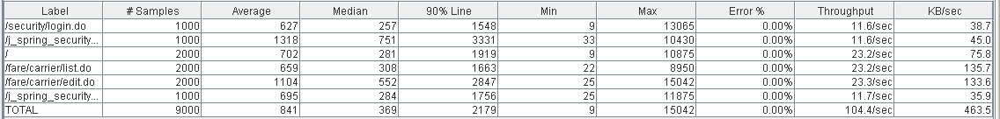 Label # Samples Average Median 90% Line Min Max Error % Throughput KB/sec
/security/login.do 1000 627 257 1548 9 13065 0.00% 11.6/sec 38.7
/j_spring_security... 1000 1318 751 3331 33 10430 0.00% 11.6/sec 45.0
/ 2000 702 281 1919 9 10875 0.00% 23.2/sec 75.8
/fare/carrier/list.do 2000 659 308 1663 22 8950 0.00% 23.2/sec 135.7
/fare/carrier/edit.do 2000 1104 552 2847 25 15042 0.00% 23.3/sec 133.6
/j_spring_security... 1000 695 284 1756 25 11875 0.00% 11.7/sec 35.9
TOTAL 9000 841 369 2179 9 15042 0.00% 104.4/sec 463.5